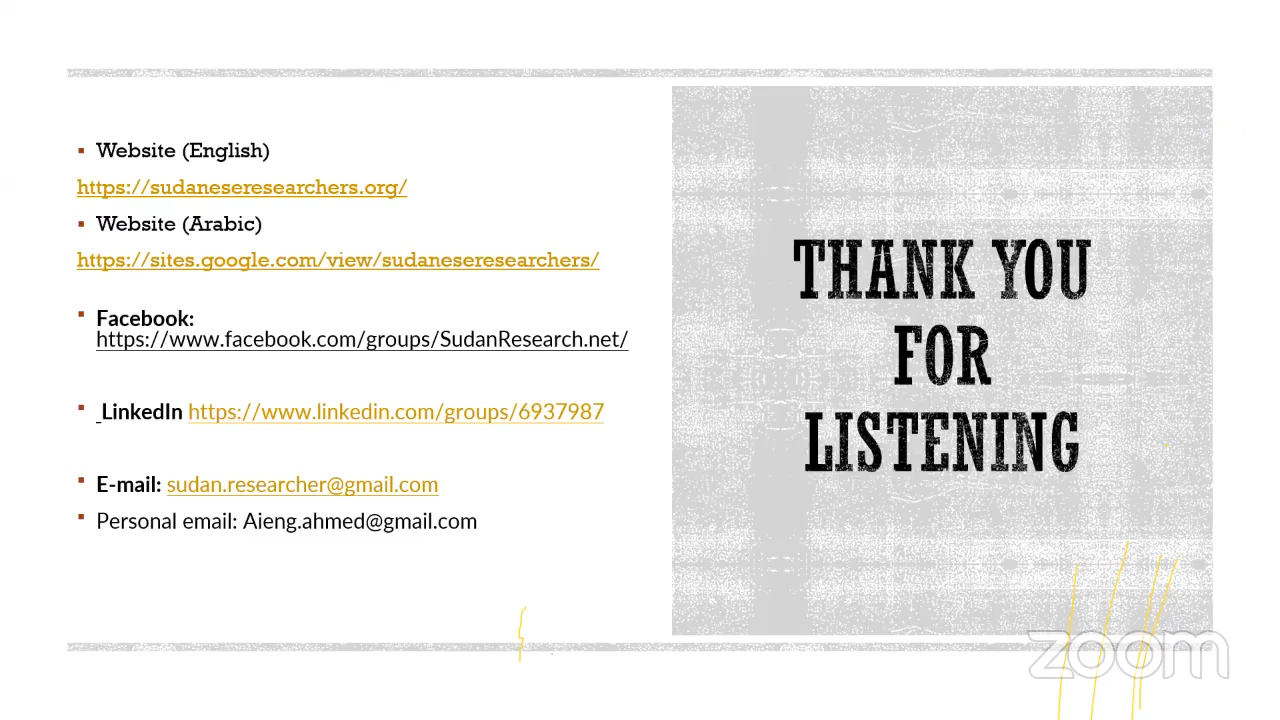 Website (English)
https://sudaneseresearchers.org/
Website (Arabic)
https://sites.google.com/view/sudaneseresearchers/
Facebook:
https://www.facebook.com/groups/SudanResearch.net/
LinkedIn https://www.linkedin.com/groups/6937987
E-mail: sudan.researcher@gmail.com
Personal email: Aieng.ahmed@gmail.com
THANK YOU
FOR
LISTENING
zoom